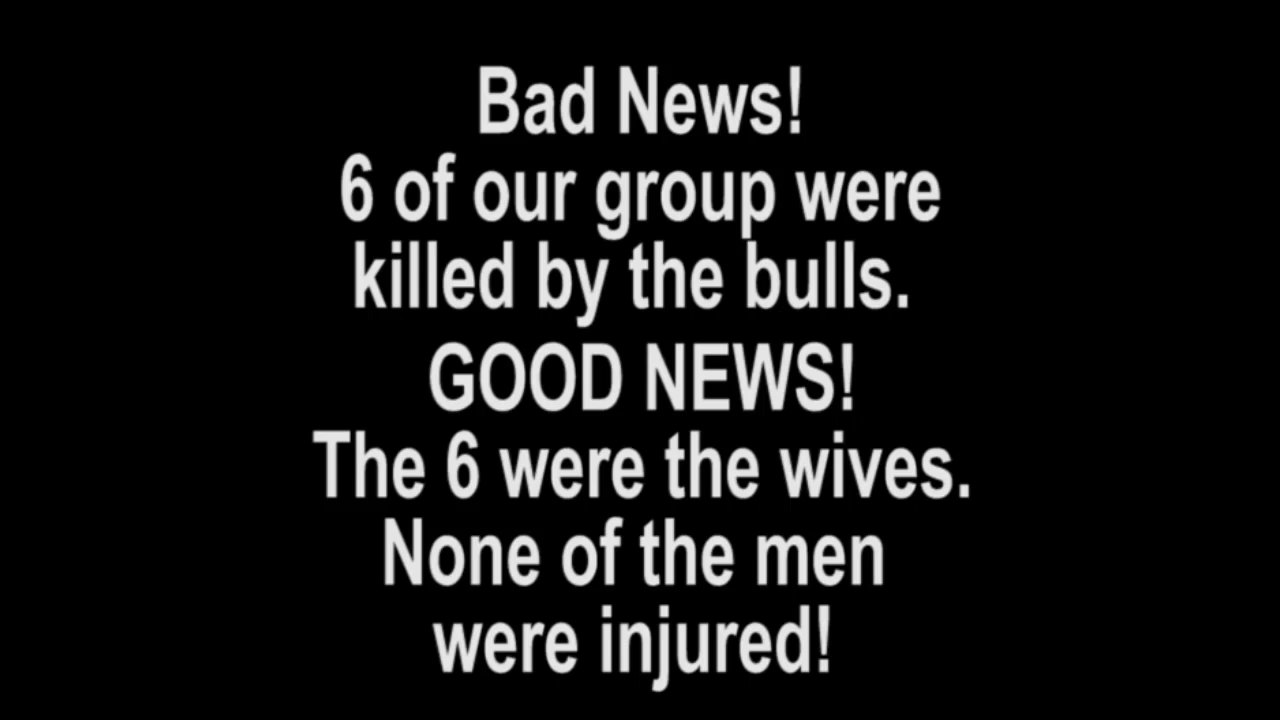 Bad News!
6 of our group were
killed by the bulls.
GOOD NEWS!
The 6 were the wives.
None of the men
were injured!